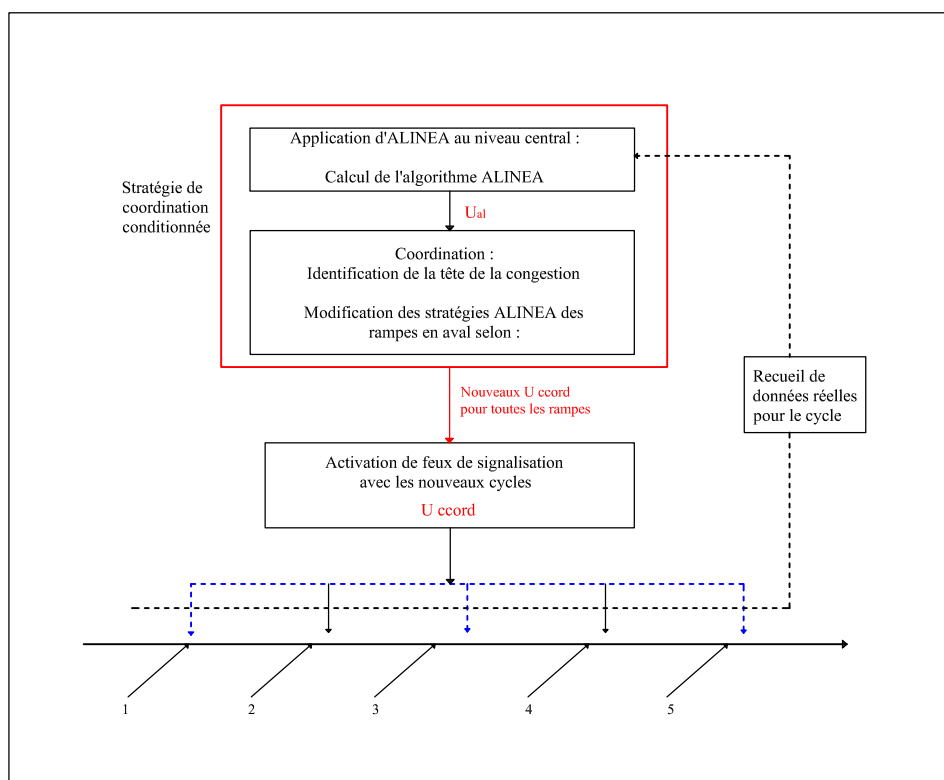 Application d'ALINEA au niveau central :
Calcul de l'algorithme ALINEA
Stratégie de
coordination
conditionnée
Ual
Coordination :
Identification de la tête de la congestion
Modification des stratégies ALINEA des
rampes en aval selon :
Recueil de
données réelles
pour le cycle
Nouveaux U ccord
pour toutes les rampes
Activation de feux de signalisation
avec les nouveaux cycles
U ccord
1
2
3
4
5